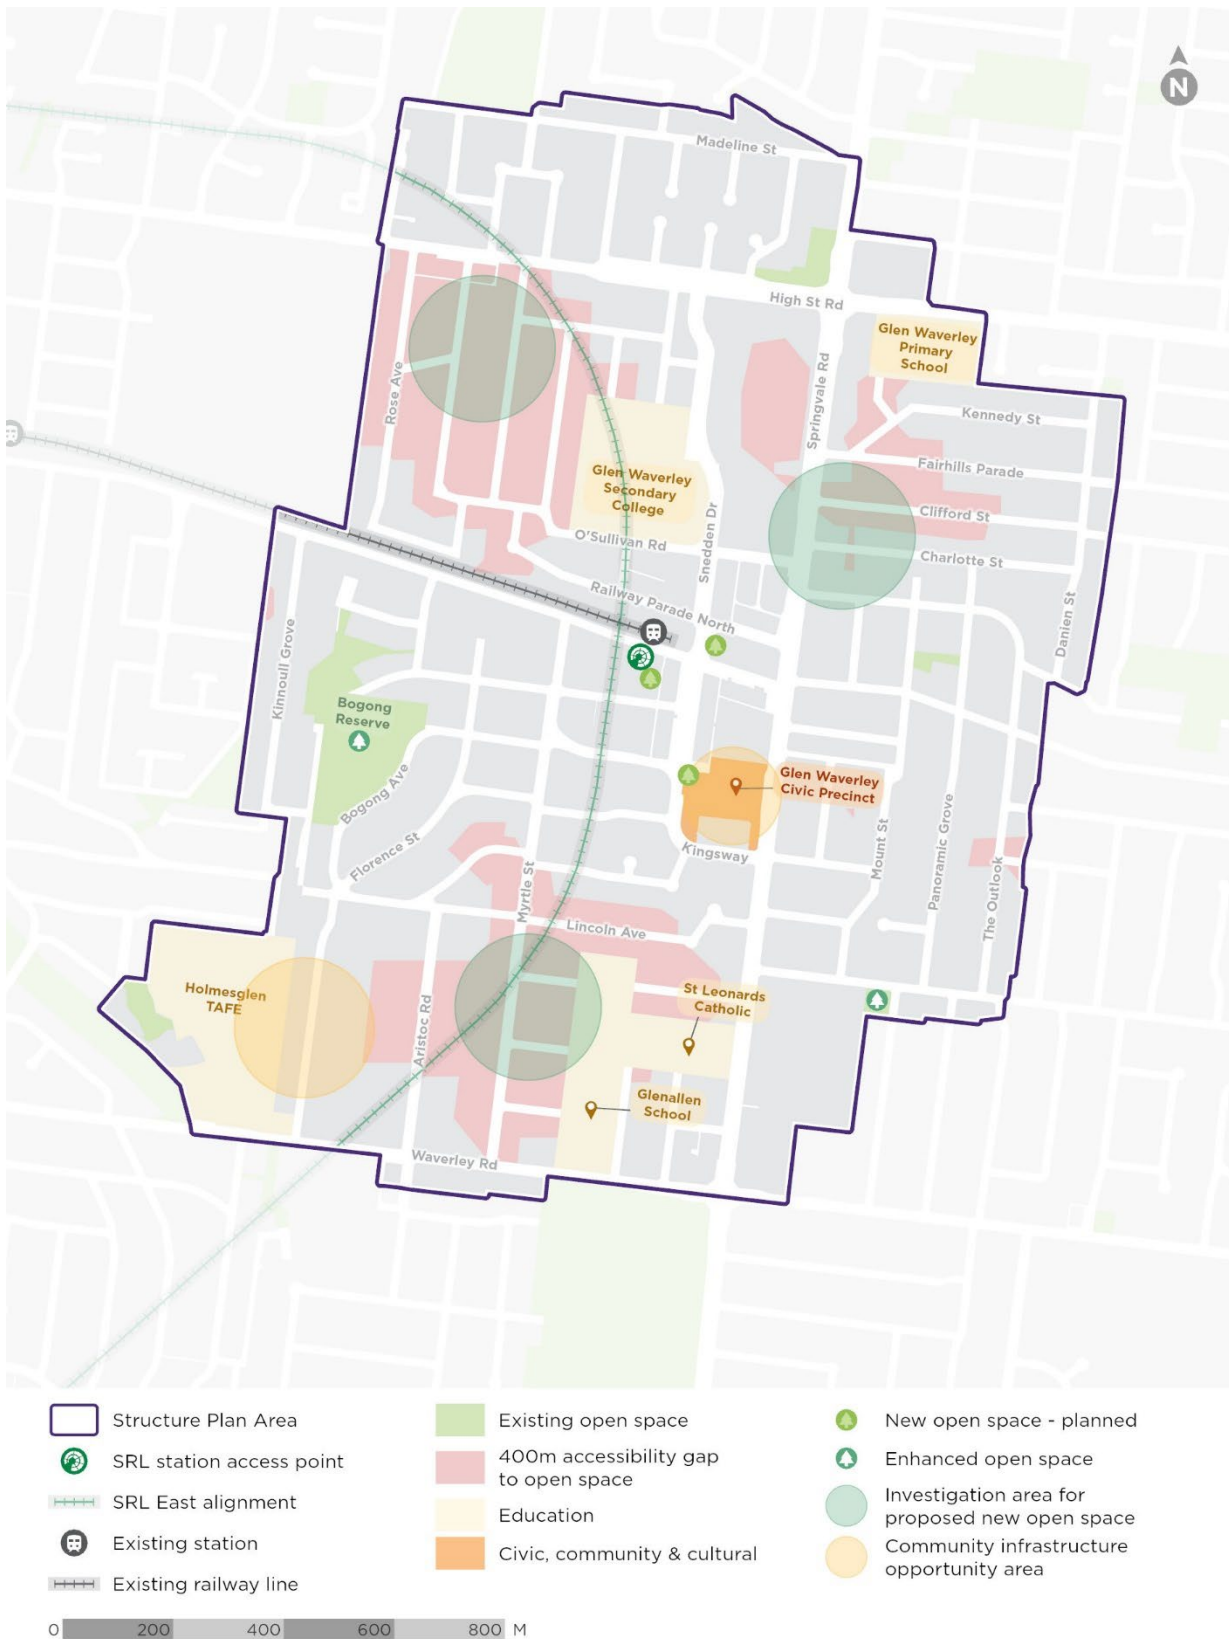 N
Madeline St
High St Rd
Glen Waverley
Primary
School
Springvale Rd
Rose Ave
Kennedy St
Fairhills Parade
Glen Waverley
Secondary
College
Clifford St
Snedden Dr
O'Sullivan Rd
Charlotte St
Railway Parade North
Danien St
Kinnoull Grove
Bogong
Reserve
Glen Waverley
Civic Precinct
Bogong Ave
Florence St
Kingsway
Mount St
Panoramic Grove
Myrtle St
The Outlook
Lincoln Ave
Holmesglen
TAFE
St Leonards
Catholic
Aristoc Rd
Glenallen
School
Waverley Rd
Structure Plan Area
SRL station access point
SRL East alignment
Existing station
Existing railway line
Existing open space
400m accessibility gap
to open space
Education
Civic, community & cultural
New open space - planned
Enhanced open space
Investigation area for
proposed new open space
Community infrastructure
opportunity area
0 200 400 600 800 M